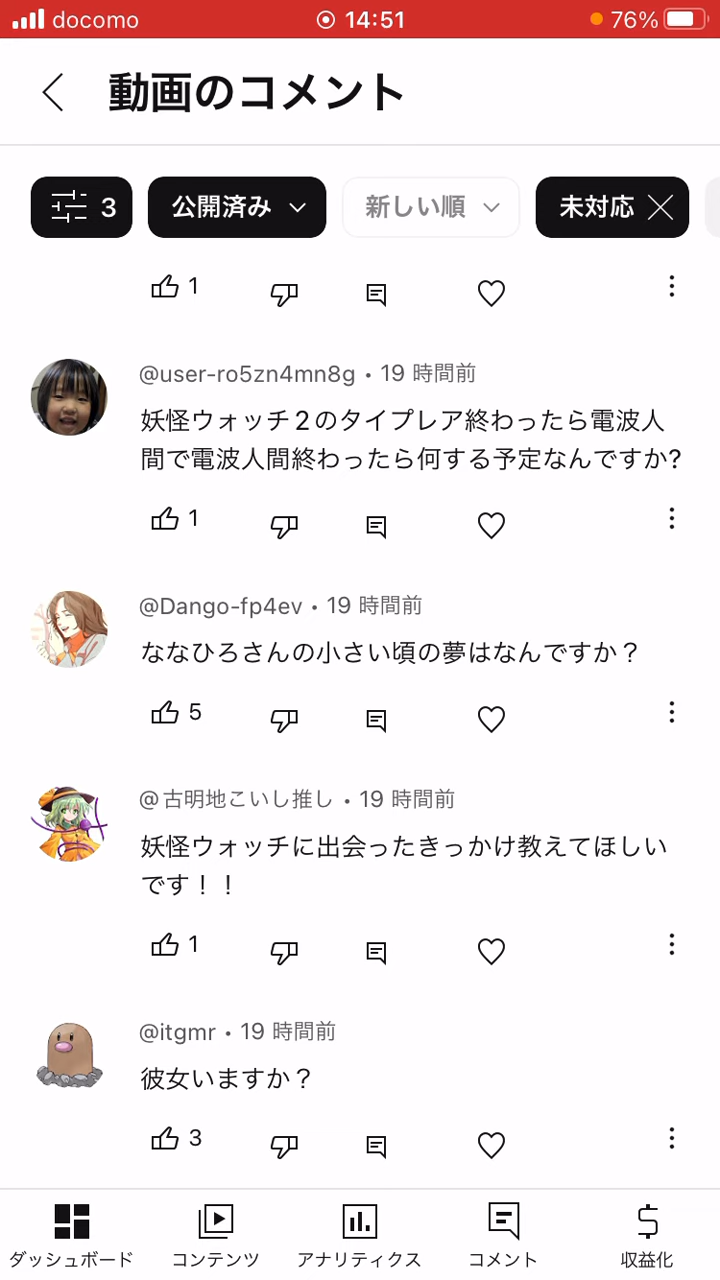 docomo 14:51 76%
動画のコメント
3 公開済み 新しい順 未対応
1
@user-ro5zn4mn8g • 19 時間前
妖怪ウォッチ2のタイプレア終わったら電波人
間で電波人間終わったら何する予定なんですか?
1
@Dango-fp4ev • 19 時間前
ななひろさんの小さい頃の夢はなんですか？
5
@古明地こいし推し • 19 時間前
妖怪ウォッチに出会ったきっかけ教えてほしい
です！！
1
@itgmr • 19 時間前
彼女いますか？
3
ダッシュボード コンテンツ アナリティクス コメント 収益化